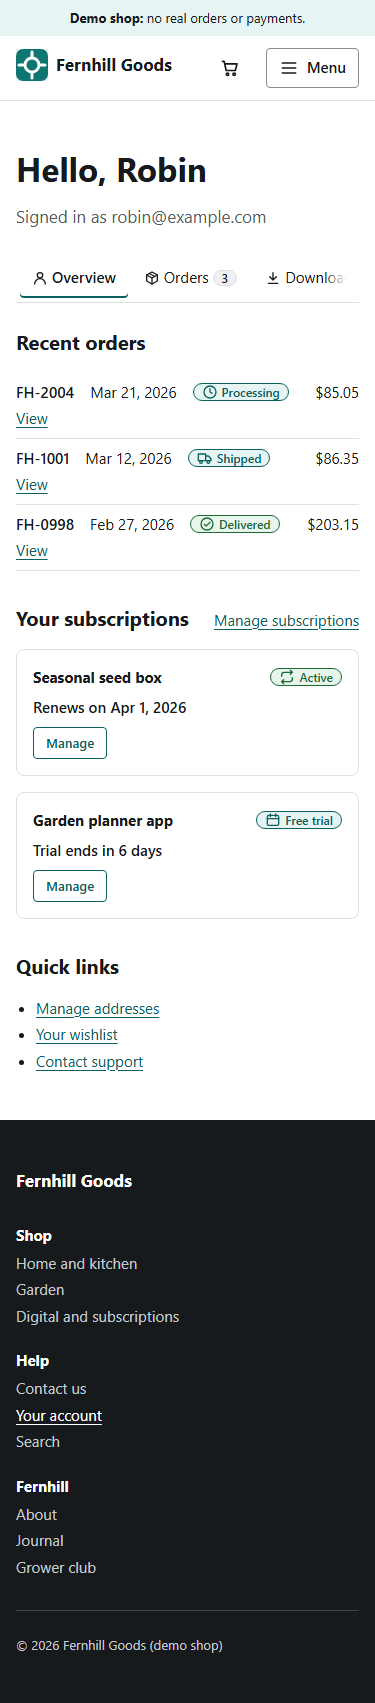 Demo shop: no real orders or payments.
Fernhill Goods
Menu
Hello, Robin
Signed in as robin@example.com
Overview Orders 3 Downloa
Recent orders
FH-2004 Mar 21, 2026 Processing $85.05
View
FH-1001 Mar 12, 2026 Shipped $86.35
View
FH-0998 Feb 27, 2026 Delivered $203.15
View
Your subscriptions Manage subscriptions
Seasonal seed box Active
Renews on Apr 1, 2026
Manage
Garden planner app Free trial
Trial ends in 6 days
Manage
Quick links
Manage addresses
Your wishlist
Contact support
Fernhill Goods
Shop
Home and kitchen
Garden
Digital and subscriptions
Help
Contact us
Your account
Search
Fernhill
About
Journal
Grower club
© 2026 Fernhill Goods (demo shop)